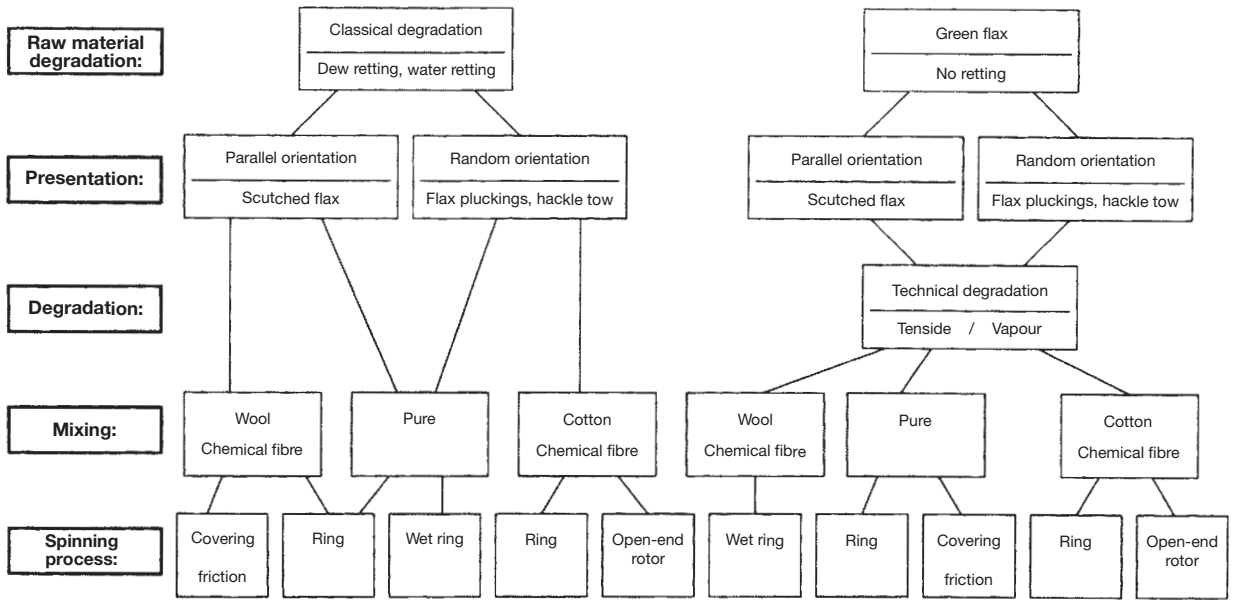 Raw material
degradation:
Classical degradation
Dew retting, water retting
Green flax
No retting
Presentation:
Parallel orientation
Scutched flax
Random orientation
Flax pluckings, hackle tow
Parallel orientation
Scutched flax
Random orientation
Flax pluckings, hackle tow
Degradation:
Technical degradation
Tenside / Vapour
Mixing:
Wool
Chemical fibre
Pure
Cotton
Chemical fibre
Wool
Chemical fibre
Pure
Cotton
Chemical fibre
Spinning
process:
Covering
friction
Ring
Wet ring
Ring
Open-end
rotor
Wet ring
Ring
Covering
friction
Ring
Open-end
rotor